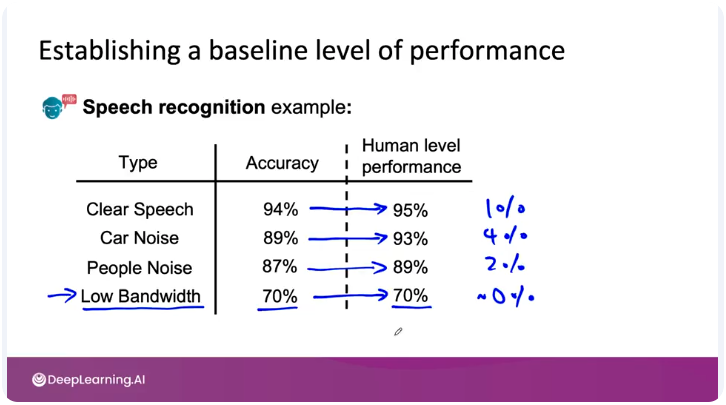 Establishing a baseline level of performance
Speech recognition example:
Type Accuracy Human level performance
Clear Speech 94% 95% 1%
Car Noise 89% 93% 4%
People Noise 87% 89% 2%
Low Bandwidth 70% 70% ~0%
DeepLearning.AI